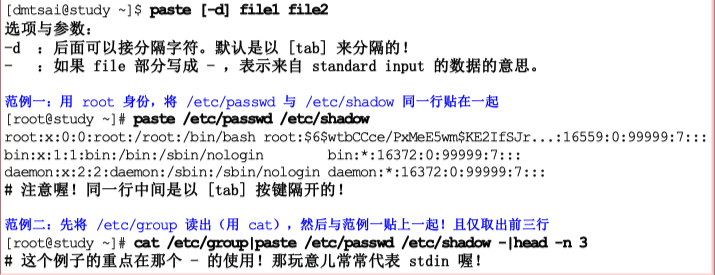 [dmtsai@study ~]$ paste [-d] file1 file2
选项与参数：
-d ：后面可以接分隔字符。默认是以 [tab] 来分隔的！
- ：如果 file 部分写成 - ，表示来自 standard input 的数据的意思。
范例一：用 root 身份，将 /etc/passwd 与 /etc/shadow 同一行贴在一起
[root@study ~]# paste /etc/passwd /etc/shadow
root:x:0:0:root:/root:/bin/bash root:$6$wtbCCce/PxMeE5wm$KE2IfSJr...:16559:0:99999:7:::
bin:x:1:1:bin:/bin:/sbin/nologin bin:*:16372:0:99999:7:::
daemon:x:2:2:daemon:/sbin:/sbin/nologin daemon:*:16372:0:99999:7:::
# 注意喔！同一行中间是以 [tab] 按键隔开的！
范例二：先将 /etc/group 读出（用 cat），然后与范例一贴上一起！且仅取出前三行
[root@study ~]# cat /etc/group|paste /etc/passwd /etc/shadow -|head -n 3
# 这个例子的重点在那个 - 的使用！那玩意儿常常代表 stdin 喔！